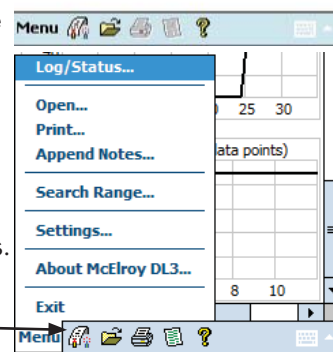 Menu
Log/Status...
Open...
Print...
Append Notes...
Search Range...
Settings...
About McElroy DL3...
Exit
25 30
data points)
8 10
s.
Menu